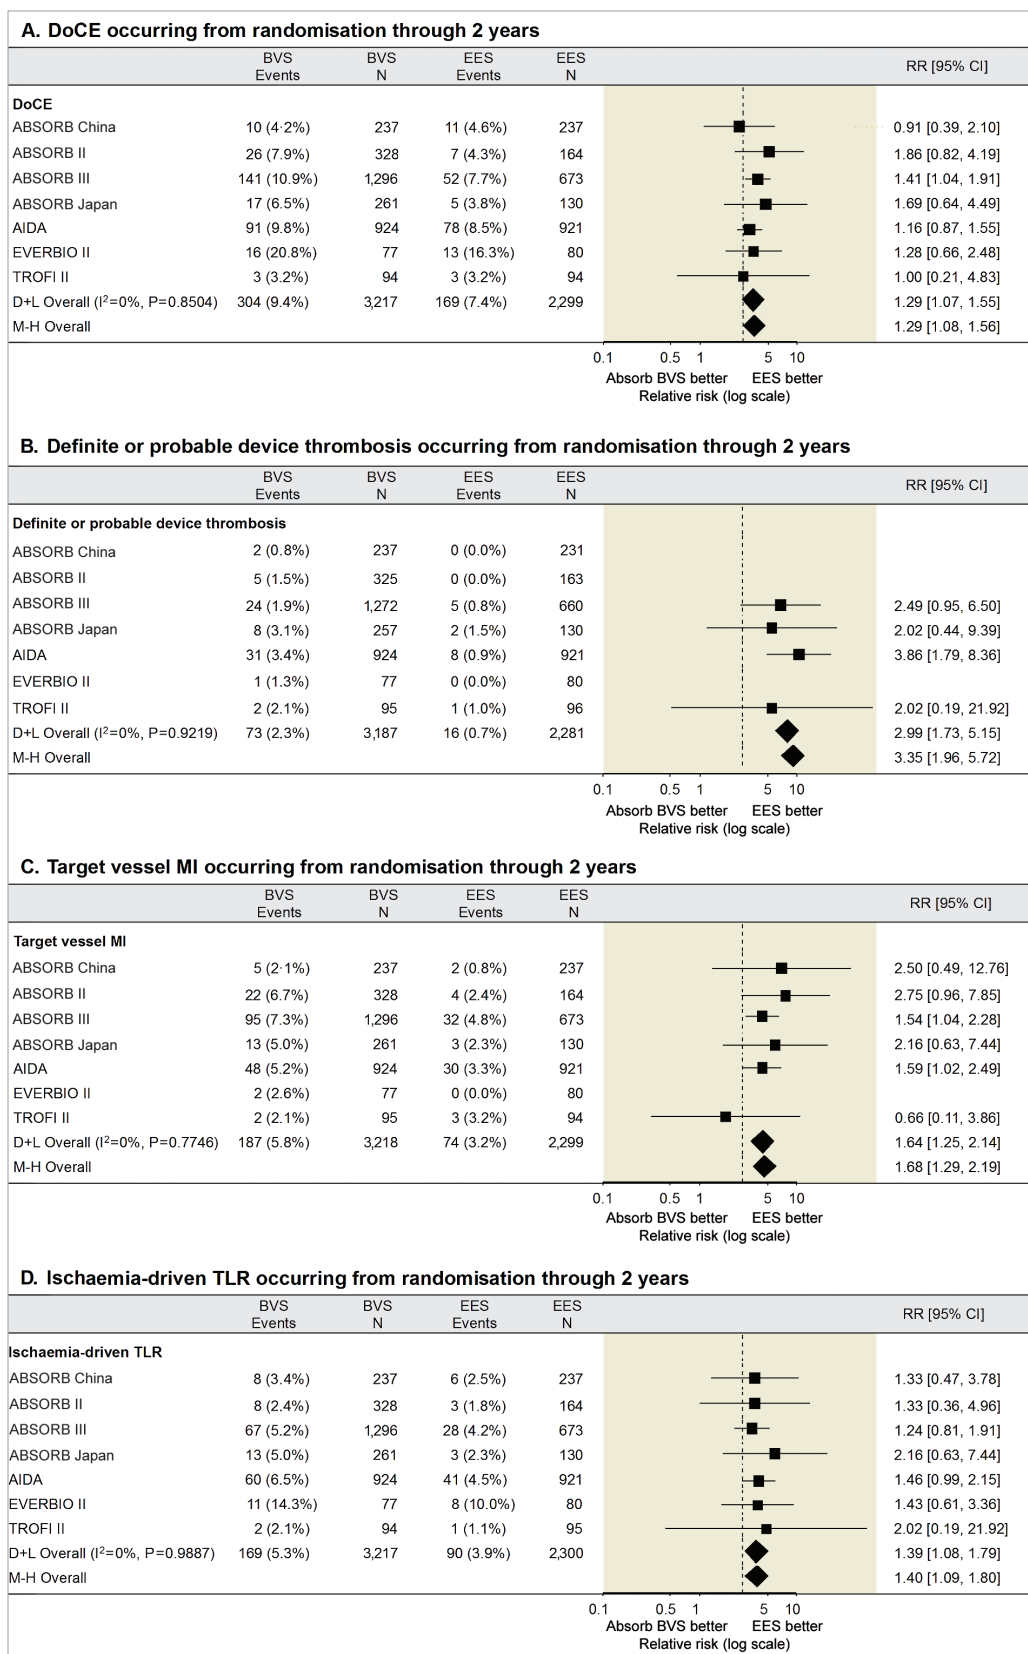 A. DoCE occurring from randomisation through 2 years
BVS Events BVS N EES Events EES N RR [95% CI]
DoCE
ABSORB China 10 (4·2%) 237 11 (4.6%) 237 0.91 [0.39, 2.10]
ABSORB II 26 (7.9%) 328 7 (4.3%) 164 1.86 [0.82, 4.19]
ABSORB III 141 (10.9%) 1,296 52 (7.7%) 673 1.41 [1.04, 1.91]
ABSORB Japan 17 (6.5%) 261 5 (3.8%) 130 1.69 [0.64, 4.49]
AIDA 91 (9.8%) 924 78 (8.5%) 921 1.16 [0.87, 1.55]
EVERBIO II 16 (20.8%) 77 13 (16.3%) 80 1.28 [0.66, 2.48]
TROFI II 3 (3.2%) 94 3 (3.2%) 94 1.00 [0.21, 4.83]
D+L Overall (I²=0%, P=0.8504) 304 (9.4%) 3,217 169 (7.4%) 2,299 1.29 [1.07, 1.55]
M-H Overall 1.29 [1.08, 1.56]
0.1 0.5 1 5 10
Absorb BVS better EES better
Relative risk (log scale)
B. Definite or probable device thrombosis occurring from randomisation through 2 years
BVS Events BVS N EES Events EES N RR [95% CI]
Definite or probable device thrombosis
ABSORB China 2 (0.8%) 237 0 (0.0%) 231
ABSORB II 5 (1.5%) 325 0 (0.0%) 163
ABSORB III 24 (1.9%) 1,272 5 (0.8%) 660 2.49 [0.95, 6.50]
ABSORB Japan 8 (3.1%) 257 2 (1.5%) 130 2.02 [0.44, 9.39]
AIDA 31 (3.4%) 924 8 (0.9%) 921 3.86 [1.79, 8.36]
EVERBIO II 1 (1.3%) 77 0 (0.0%) 80
TROFI II 2 (2.1%) 95 1 (1.0%) 96 2.02 [0.19, 21.92]
D+L Overall (I²=0%, P=0.9219) 73 (2.3%) 3,187 16 (0.7%) 2,281 2.99 [1.73, 5.15]
M-H Overall 3.35 [1.96, 5.72]
0.1 0.5 1 5 10
Absorb BVS better EES better
Relative risk (log scale)
C. Target vessel MI occurring from randomisation through 2 years
BVS Events BVS N EES Events EES N RR [95% CI]
Target vessel MI
ABSORB China 5 (2·1%) 237 2 (0.8%) 237 2.50 [0.49, 12.76]
ABSORB II 22 (6.7%) 328 4 (2.4%) 164 2.75 [0.96, 7.85]
ABSORB III 95 (7.3%) 1,296 32 (4.8%) 673 1.54 [1.04, 2.28]
ABSORB Japan 13 (5.0%) 261 3 (2.3%) 130 2.16 [0.63, 7.44]
AIDA 48 (5.2%) 924 30 (3.3%) 921 1.59 [1.02, 2.49]
EVERBIO II 2 (2.6%) 77 0 (0.0%) 80
TROFI II 2 (2.1%) 95 3 (3.2%) 94 0.66 [0.11, 3.86]
D+L Overall (I²=0%, P=0.7746) 187 (5.8%) 3,218 74 (3.2%) 2,299 1.64 [1.25, 2.14]
M-H Overall 1.68 [1.29, 2.19]
0.1 0.5 1 5 10
Absorb BVS better EES better
Relative risk (log scale)
D. Ischaemia-driven TLR occurring from randomisation through 2 years
BVS Events BVS N EES Events EES N RR [95% CI]
Ischaemia-driven TLR
ABSORB China 8 (3.4%) 237 6 (2.5%) 237 1.33 [0.47, 3.78]
ABSORB II 8 (2.4%) 328 3 (1.8%) 164 1.33 [0.36, 4.96]
ABSORB III 67 (5.2%) 1,296 28 (4.2%) 673 1.24 [0.81, 1.91]
ABSORB Japan 13 (5.0%) 261 3 (2.3%) 130 2.16 [0.63, 7.44]
AIDA 60 (6.5%) 924 41 (4.5%) 921 1.46 [0.99, 2.15]
EVERBIO II 11 (14.3%) 77 8 (10.0%) 80 1.43 [0.61, 3.36]
TROFI II 2 (2.1%) 94 1 (1.1%) 95 2.02 [0.19, 21.92]
D+L Overall (I²=0%, P=0.9887) 169 (5.3%) 3,217 90 (3.9%) 2,300 1.39 [1.08, 1.79]
M-H Overall 1.40 [1.09, 1.80]
0.1 0.5 1 5 10
Absorb BVS better EES better
Relative risk (log scale)